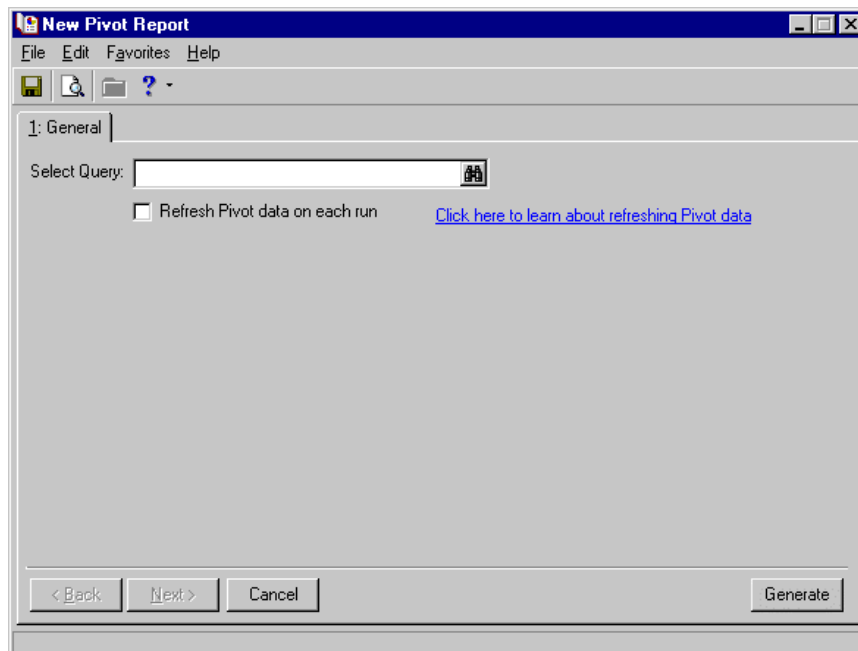 New Pivot Report
File Edit Favorites Help
?
1: General
Select Query:
Refresh Pivot data on each run Click here to learn about refreshing Pivot data
< Back Next > Cancel Generate